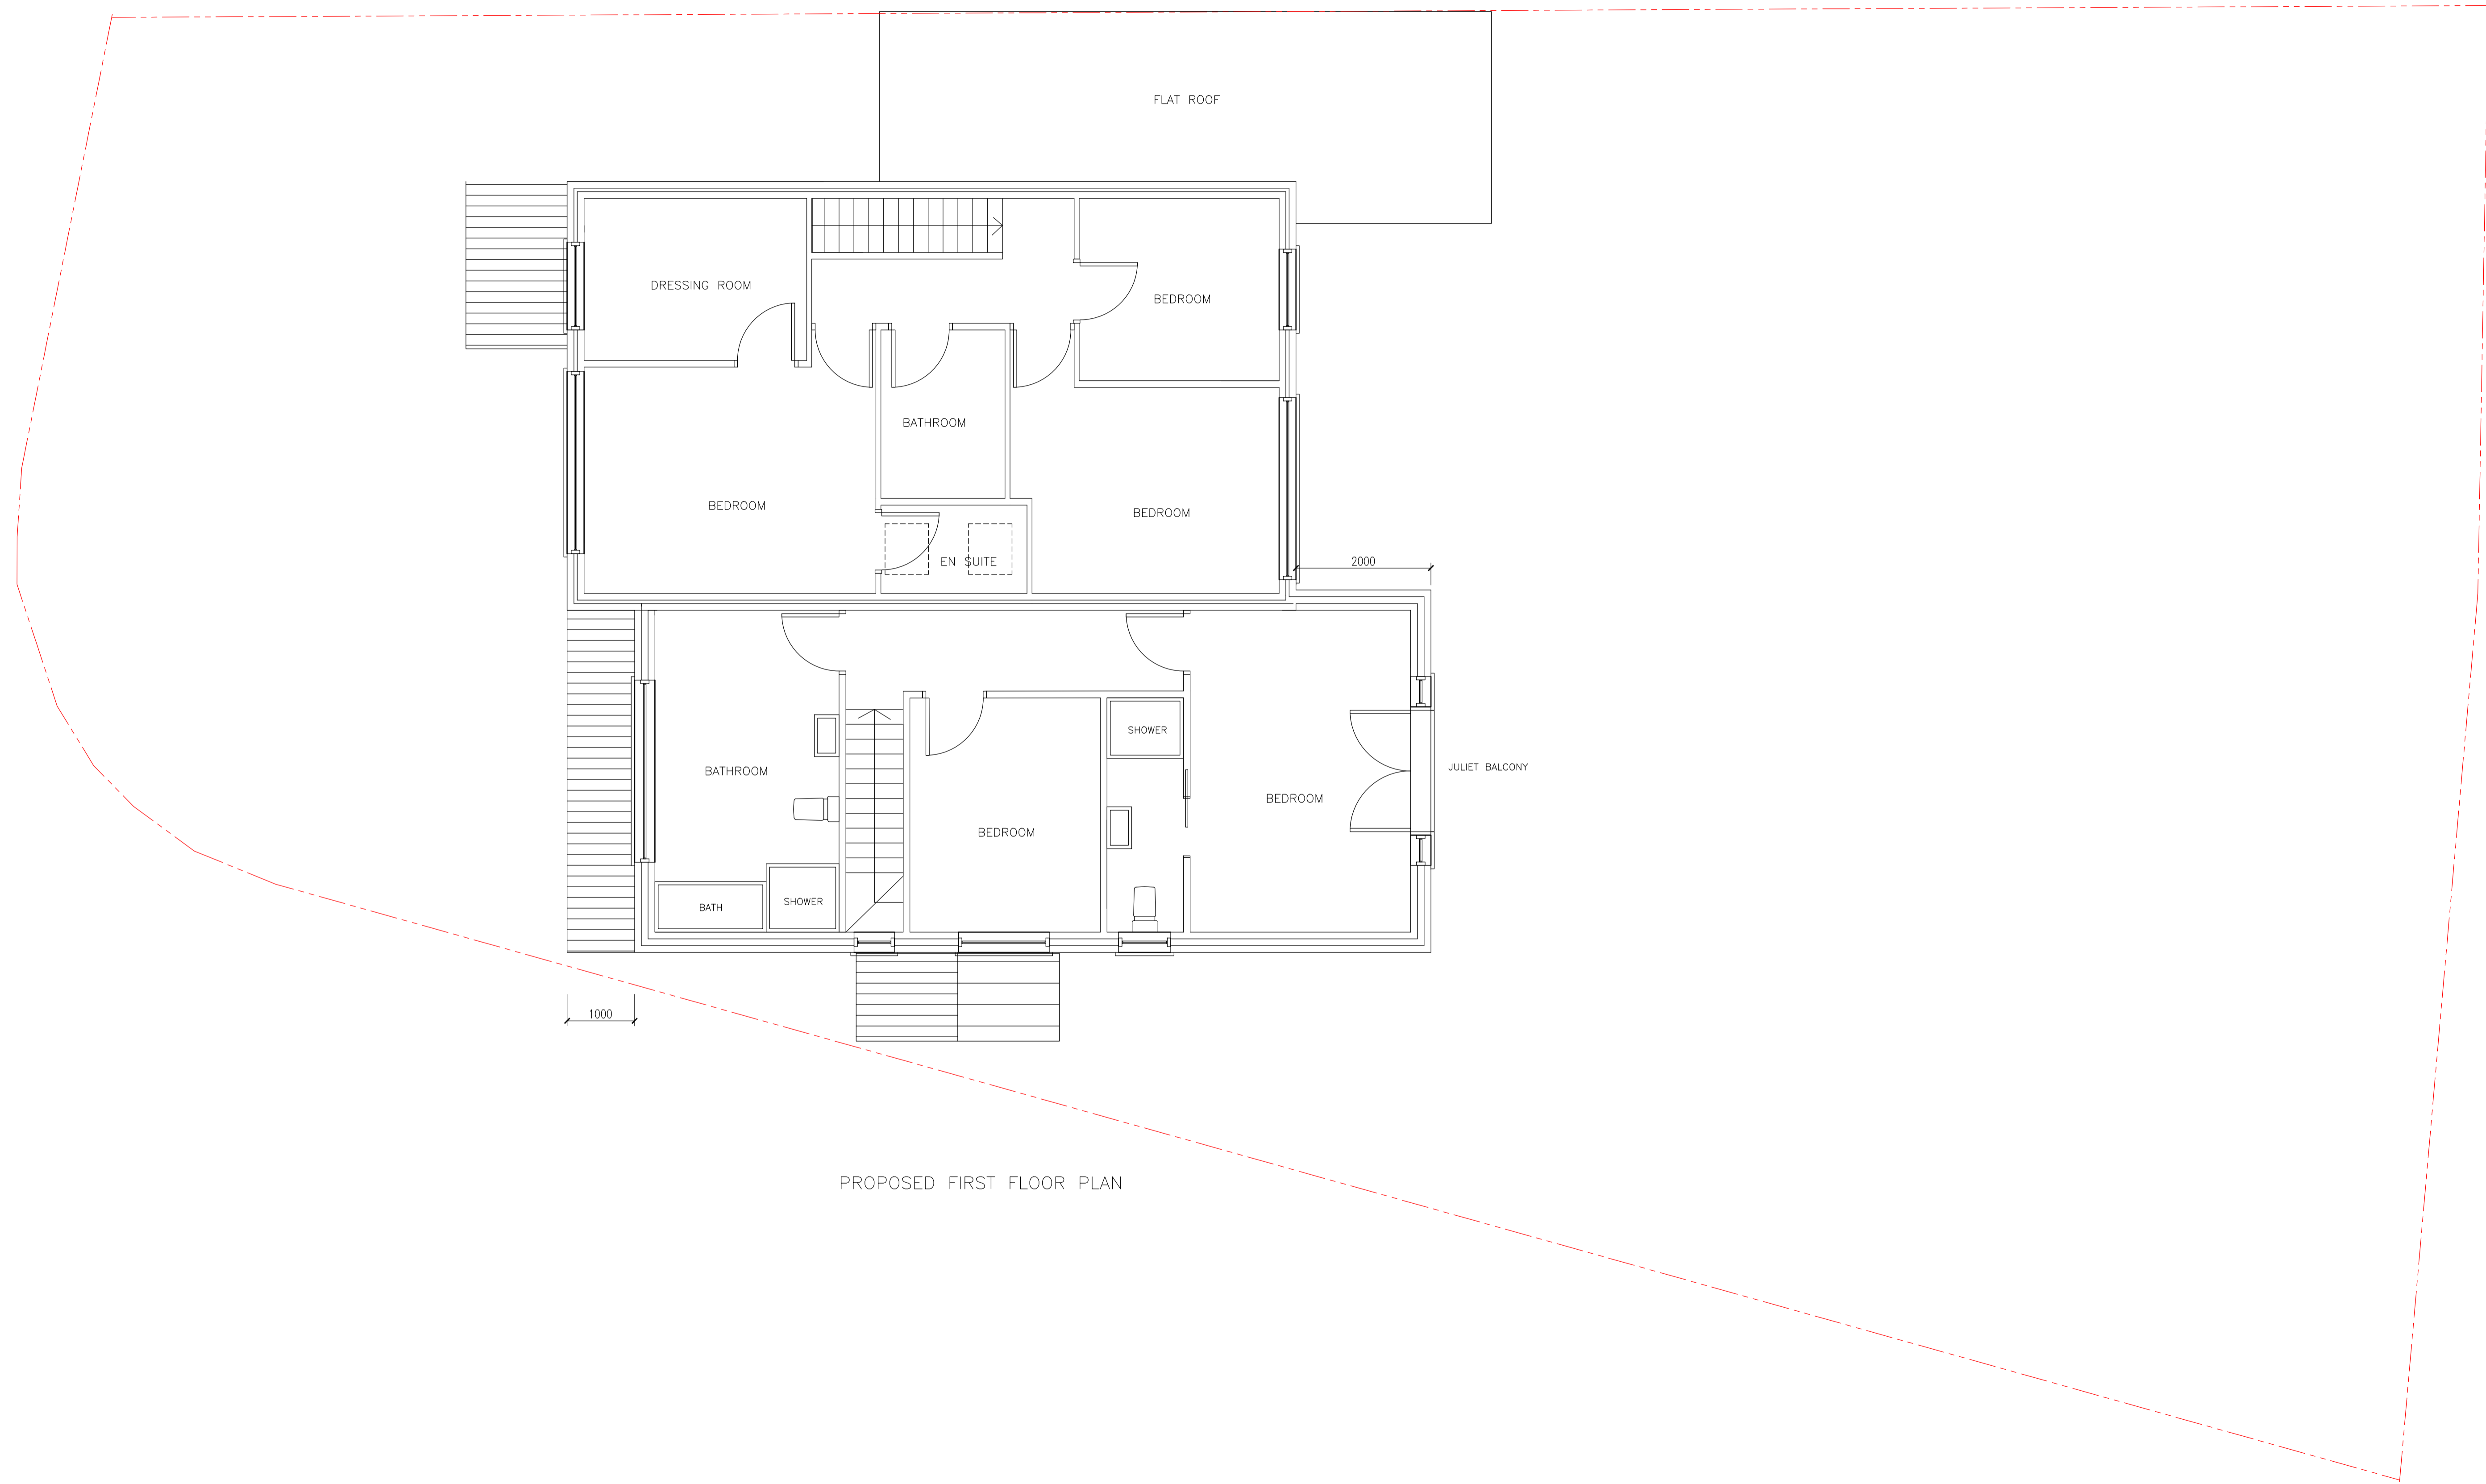 FLAT ROOF
DRESSING ROOM
BEDROOM
BATHROOM
BEDROOM
BEDROOM
EN SUITE
2000
SHOWER
JULIET BALCONY
BATHROOM
BEDROOM
BEDROOM
SHOWER
BATH
1000
PROPOSED FIRST FLOOR PLAN